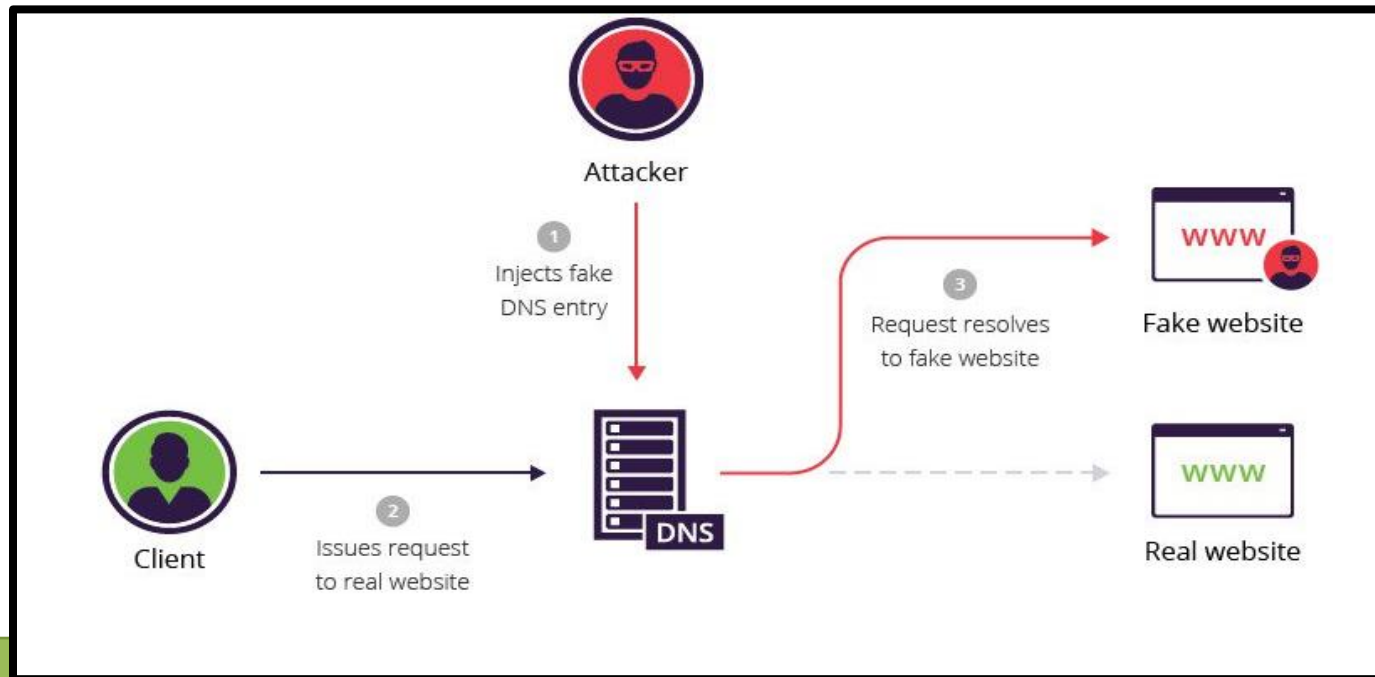 Attacker
1
Injects fake
DNS entry
www
3
Request resolves
to fake website
Fake website
Client
2
Issues request
to real website
DNS
www
Real website